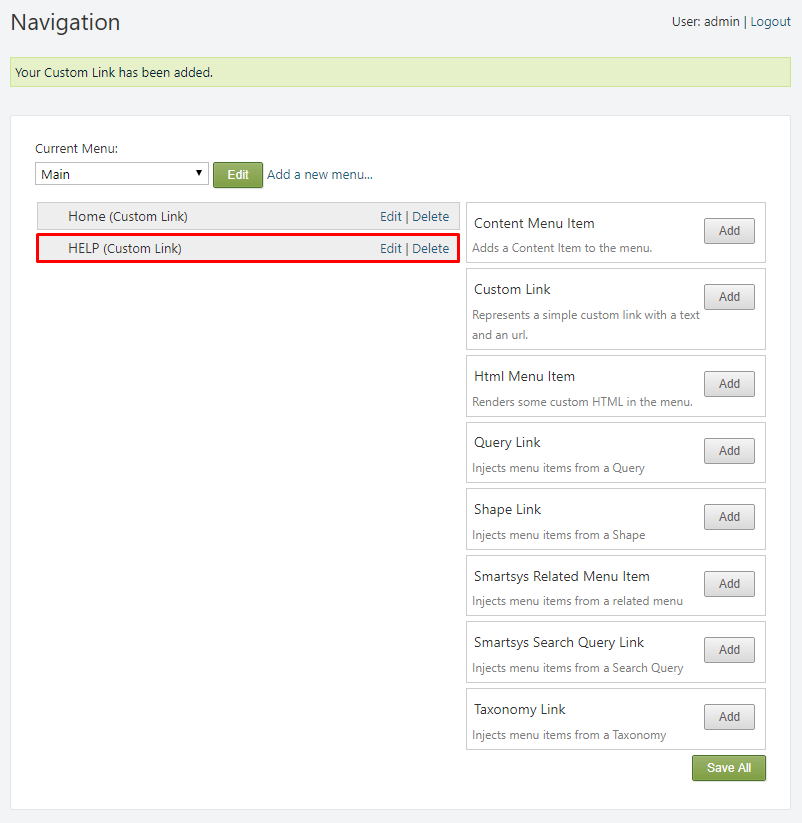 Navigation
User: admin | Logout
Your Custom Link has been added.
Current Menu:
Main
Edit
Add a new menu...
Home (Custom Link)
Edit | Delete
HELP (Custom Link)
Edit | Delete
Content Menu Item
Adds a Content Item to the menu.
Add
Custom Link
Represents a simple custom link with a text
and an url.
Add
Html Menu Item
Renders some custom HTML in the menu.
Add
Query Link
Injects menu items from a Query
Add
Shape Link
Injects menu items from a Shape
Add
Smartsys Related Menu Item
Injects menu items from a related menu
Add
Smartsys Search Query Link
Injects menu items from a Search Query
Add
Taxonomy Link
Injects menu items from a Taxonomy
Add
Save All